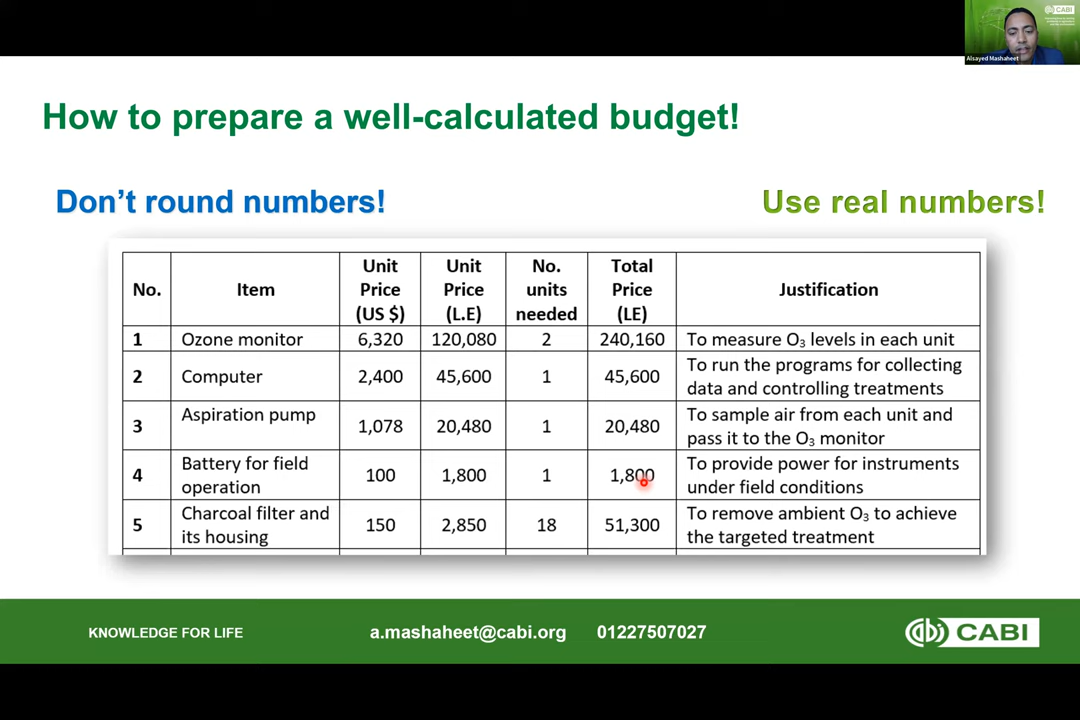 CABI
Alsayed Mashaheet
How to prepare a well-calculated budget!
Don't round numbers!
Use real numbers!
No. Item Unit Price (US $) Unit Price (L.E) No. units needed Total Price (LE) Justification
1 Ozone monitor 6,320 120,080 2 240,160 To measure O₃ levels in each unit
2 Computer 2,400 45,600 1 45,600 To run the programs for collecting
data and controlling treatments
3 Aspiration pump 1,078 20,480 1 20,480 To sample air from each unit and
pass it to the O₃ monitor
4 Battery for field operation 100 1,800 1 1,800 To provide power for instruments
under field conditions
5 Charcoal filter and its housing 150 2,850 18 51,300 To remove ambient O₃ to achieve
the targeted treatment
KNOWLEDGE FOR LIFE a.mashaheet@cabi.org 01227507027 CABI